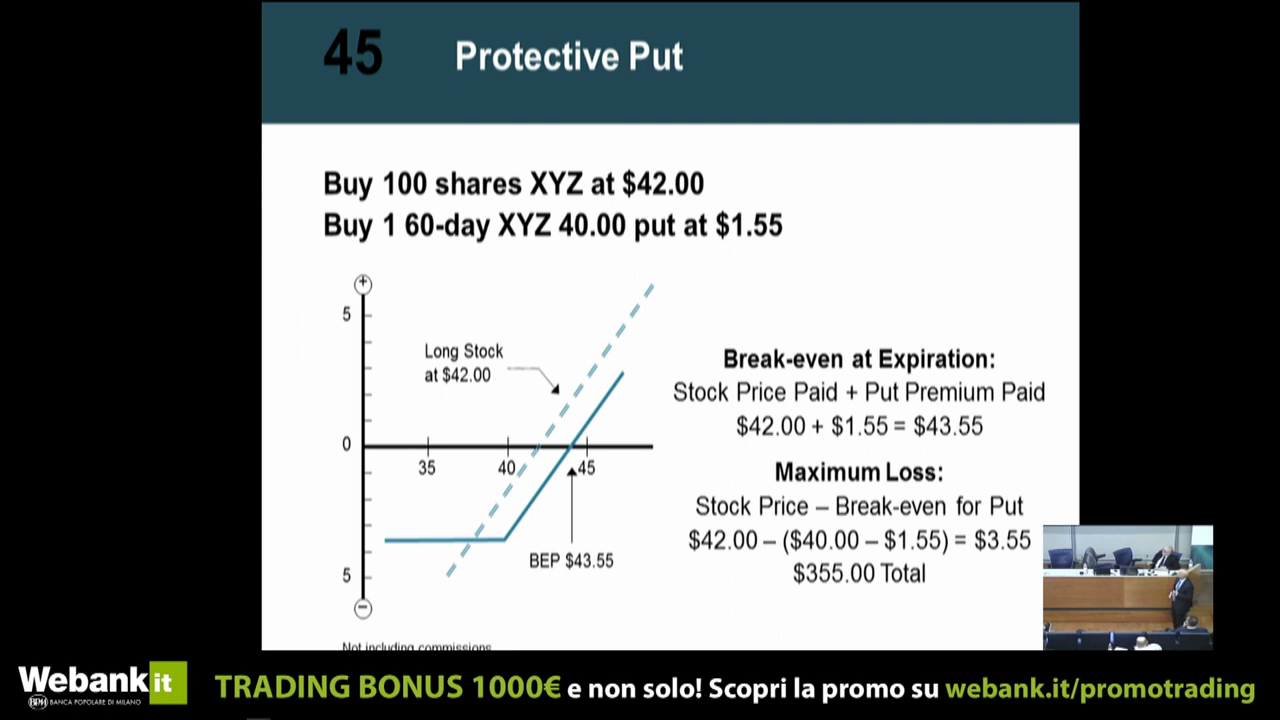 45 Protective Put
Buy 100 shares XYZ at $42.00
Buy 1 60-day XYZ 40.00 put at $1.55
+
5
Long Stock
at $42.00
0
35 40 45
BEP $43.55
5
−
Break-even at Expiration:
Stock Price Paid + Put Premium Paid
$42.00 + $1.55 = $43.55
Maximum Loss:
Stock Price – Break-even for Put
$42.00 – ($40.00 – $1.55) = $3.55
$355.00 Total
Not including commissions
Webank it
BPM BANCA POPOLARE DI MILANO
TRADING BONUS 1000€ e non solo! Scopri la promo su webank.it/promotrading